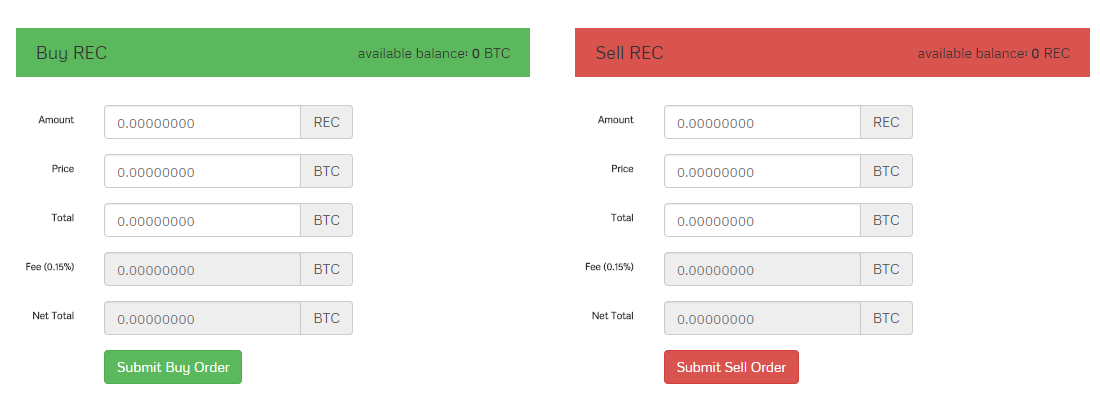 Buy REC available balance: 0 BTC
Amount 0.00000000 REC
Price 0.00000000 BTC
Total 0.00000000 BTC
Fee (0.15%) 0.00000000 BTC
Net Total 0.00000000 BTC
Submit Buy Order
Sell REC available balance: 0 REC
Amount 0.00000000 REC
Price 0.00000000 BTC
Total 0.00000000 BTC
Fee (0.15%) 0.00000000 BTC
Net Total 0.00000000 BTC
Submit Sell Order